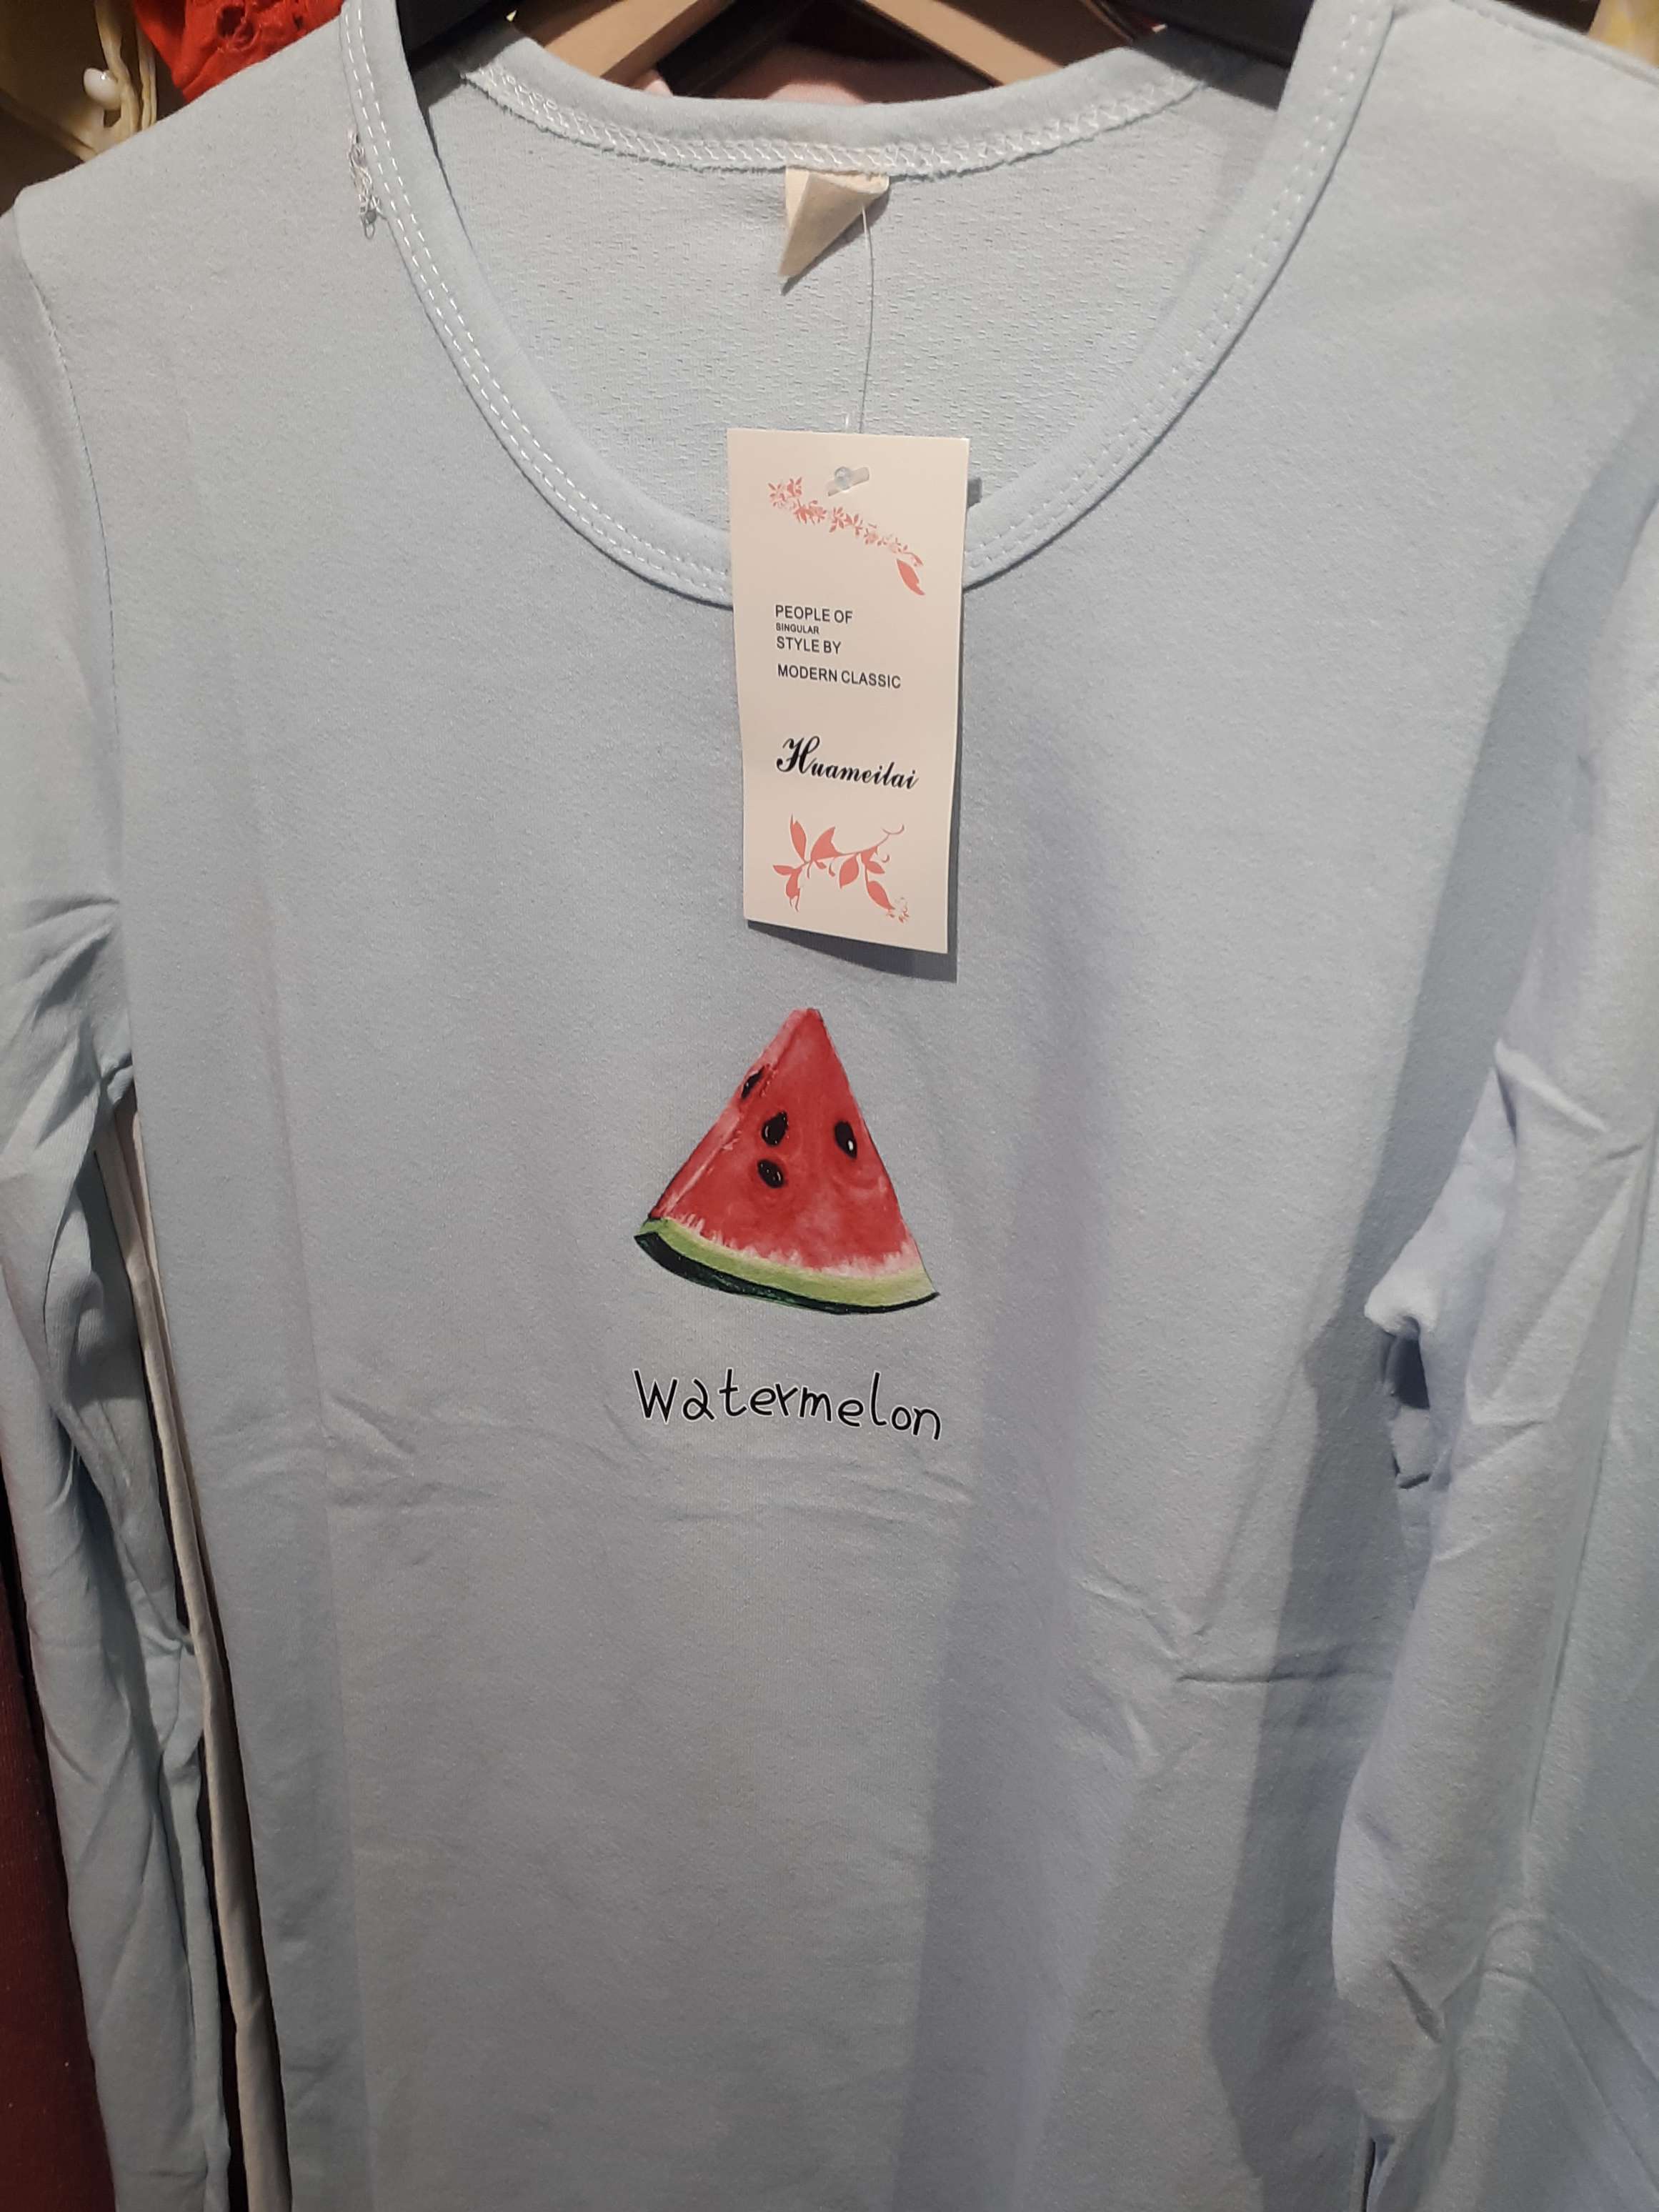 PEOPLE OF
SINGULAR
STYLE BY
MODERN CLASSIC
Huameilai
Watermelon